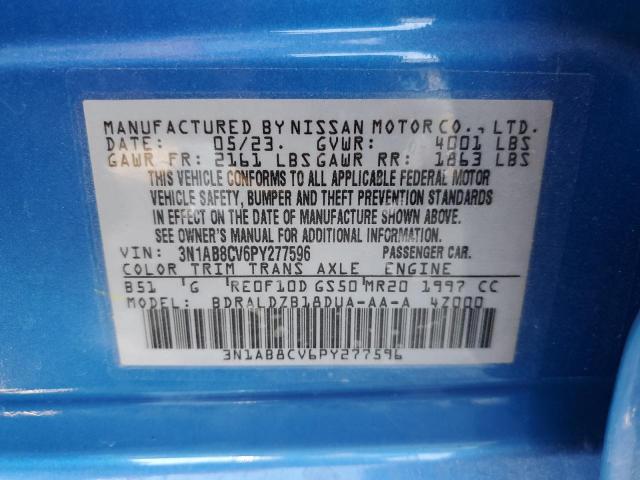 MANUFACTURED BY NISSAN MOTOR CO., LTD.
DATE: 05/23. GVWR: 4001 LBS
GAWR FR: 2161 LBS GAWR RR: 1863 LBS
THIS VEHICLE CONFORMS TO ALL APPLICABLE FEDERAL MOTOR
VEHICLE SAFETY, BUMPER AND THEFT PREVENTION STANDARDS
IN EFFECT ON THE DATE OF MANUFACTURE SHOWN ABOVE.
SEE OWNER'S MANUAL FOR ADDITIONAL INFORMATION.
VIN: 3N1AB8CV6PY277596 PASSENGER CAR.
COLOR TRIM TRANS AXLE ENGINE
B51 G RE0F10D GS50 MR20 1997 CC
MODEL: BDRALDZB18DUA-AA-A 4Z000
3N1AB8CV6PY277596